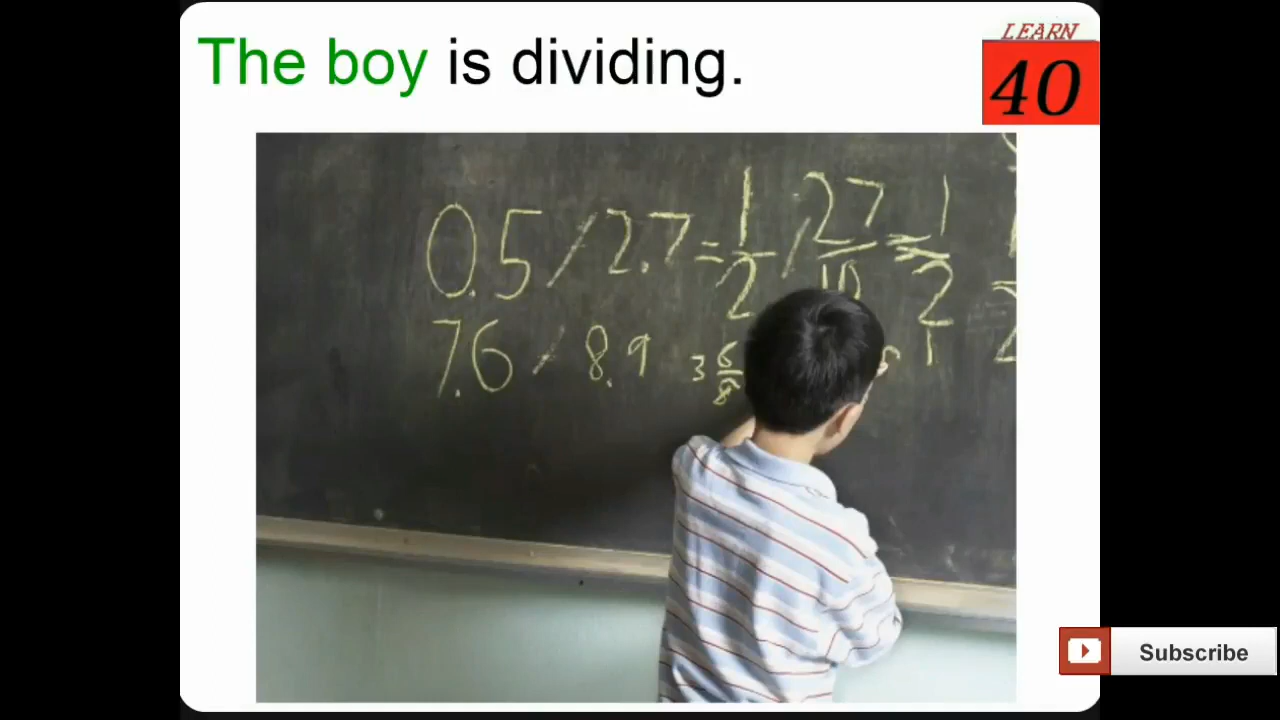 The boy is dividing.
LEARN
40
0.5/2.7=1/2/27/10=1/2
7.6/8.9 3 6/8
1
Subscribe